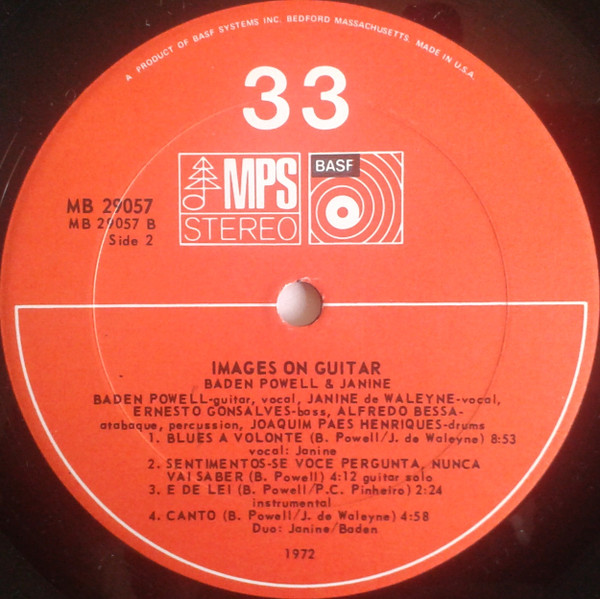 A PRODUCT OF BASF SYSTEMS INC. BEDFORD MASSACHUSETTS. MADE IN U.S.A.
33
MPS
BASF
STEREO
MB 29057
MB 29057 B
Side 2
IMAGES ON GUITAR
BADEN POWELL & JANINE
BADEN POWELL-guitar, vocal, JANINE de WALEYNE-vocal,
ERNESTO GONSALVES-bass, ALFREDO BESSA-
atabaque, percussion, JOAQUIM PAES HENRIQUES-drums
1. BLUES A VOLONTE (B. Powell/J. de Waleyne) 8:53
vocal: Janine
2. SENTIMENTOS-SE VOCE PERGUNTA, NUNCA
VAI SABER (B. Powell) 4:12 guitar solo
3. E DE LEI (B. Powell/P.C. Pinheiro) 2:24
instrumental
4. CANTO (B. Powell/J. de Waleyne) 4:58
Duo: Janine/Baden
1972